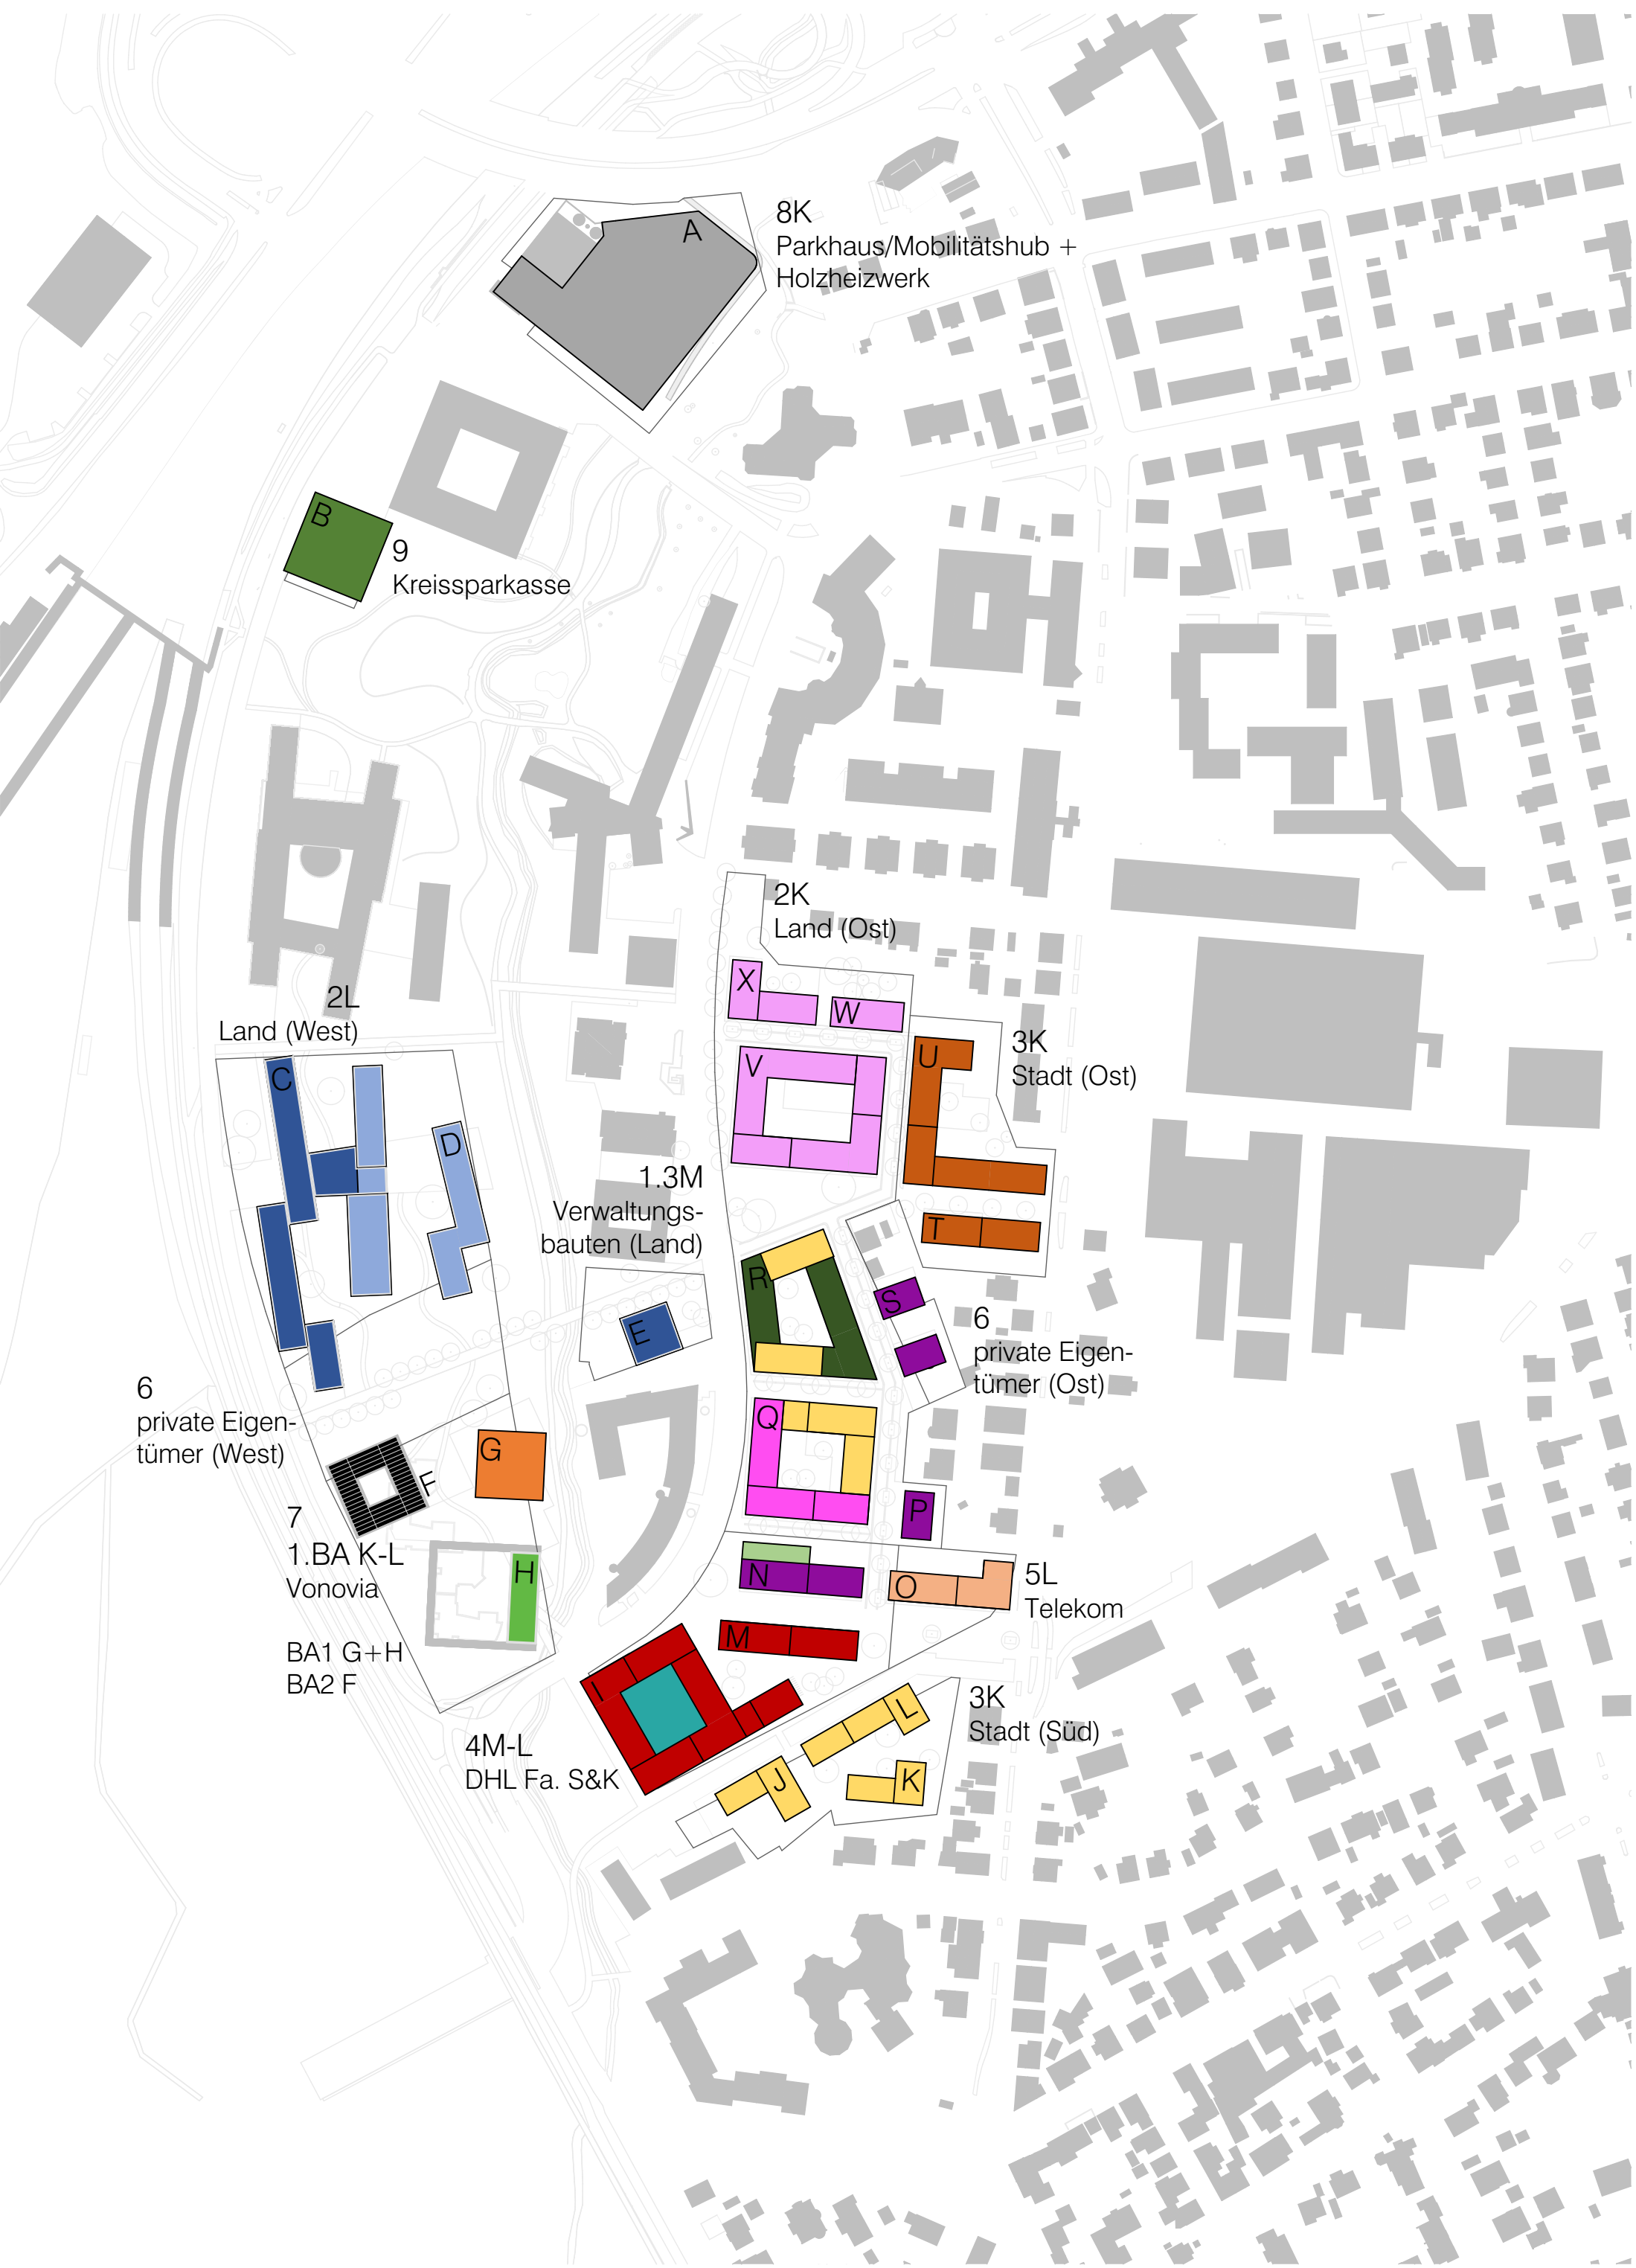 A
8K
Parkhaus/Mobilitätshub +
Holzheizwerk
B
9
Kreissparkasse
2K
Land (Ost)
X
W
2L
Land (West)
U
3K
Stadt (Ost)
V
C
D
1.3M
Verwaltungs-
bauten (Land)
T
R
S
E
6
private Eigen-
tümer (Ost)
6
private Eigen-
tümer (West)
Q
G
F
P
7
1.BA K-L
Vonovia
H
N
O
5L
Telekom
BA1 G+H
BA2 F
M
I
L
3K
Stadt (Süd)
4M-L
DHL Fa. S&K
J
K